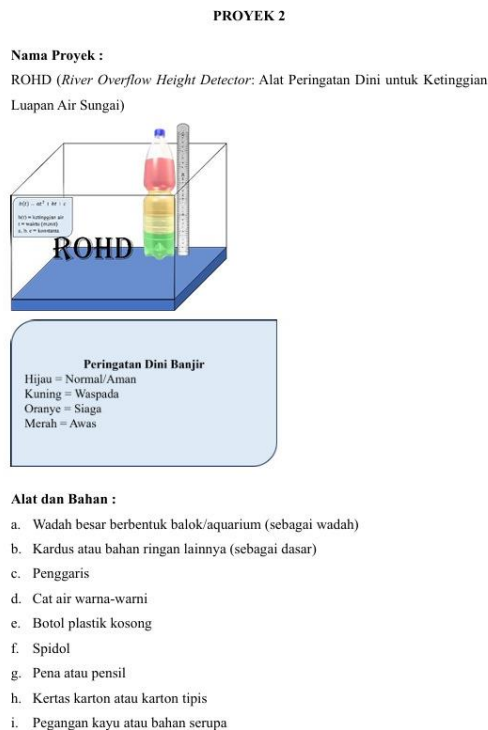 PROYEK 2
Nama Proyek :
ROHD (River Overflow Height Detector: Alat Peringatan Dini untuk Ketinggian
Luapan Air Sungai)
h(t) = ketinggian air
ROHD
Peringatan Dini Banjir
Hijau = Normal/Aman
Kuning = Waspada
Oranye = Siaga
Merah = Awas
Alat dan Bahan :
a. Wadah besar berbentuk balok/aquarium (sebagai wadah)
b. Kardus atau bahan ringan lainnya (sebagai dasar)
c. Penggaris
d. Cat air warna-warni
e. Botol plastik kosong
f. Spidol
g. Pena atau pensil
h. Kertas karton atau karton tipis
i. Pegangan kayu atau bahan serupa